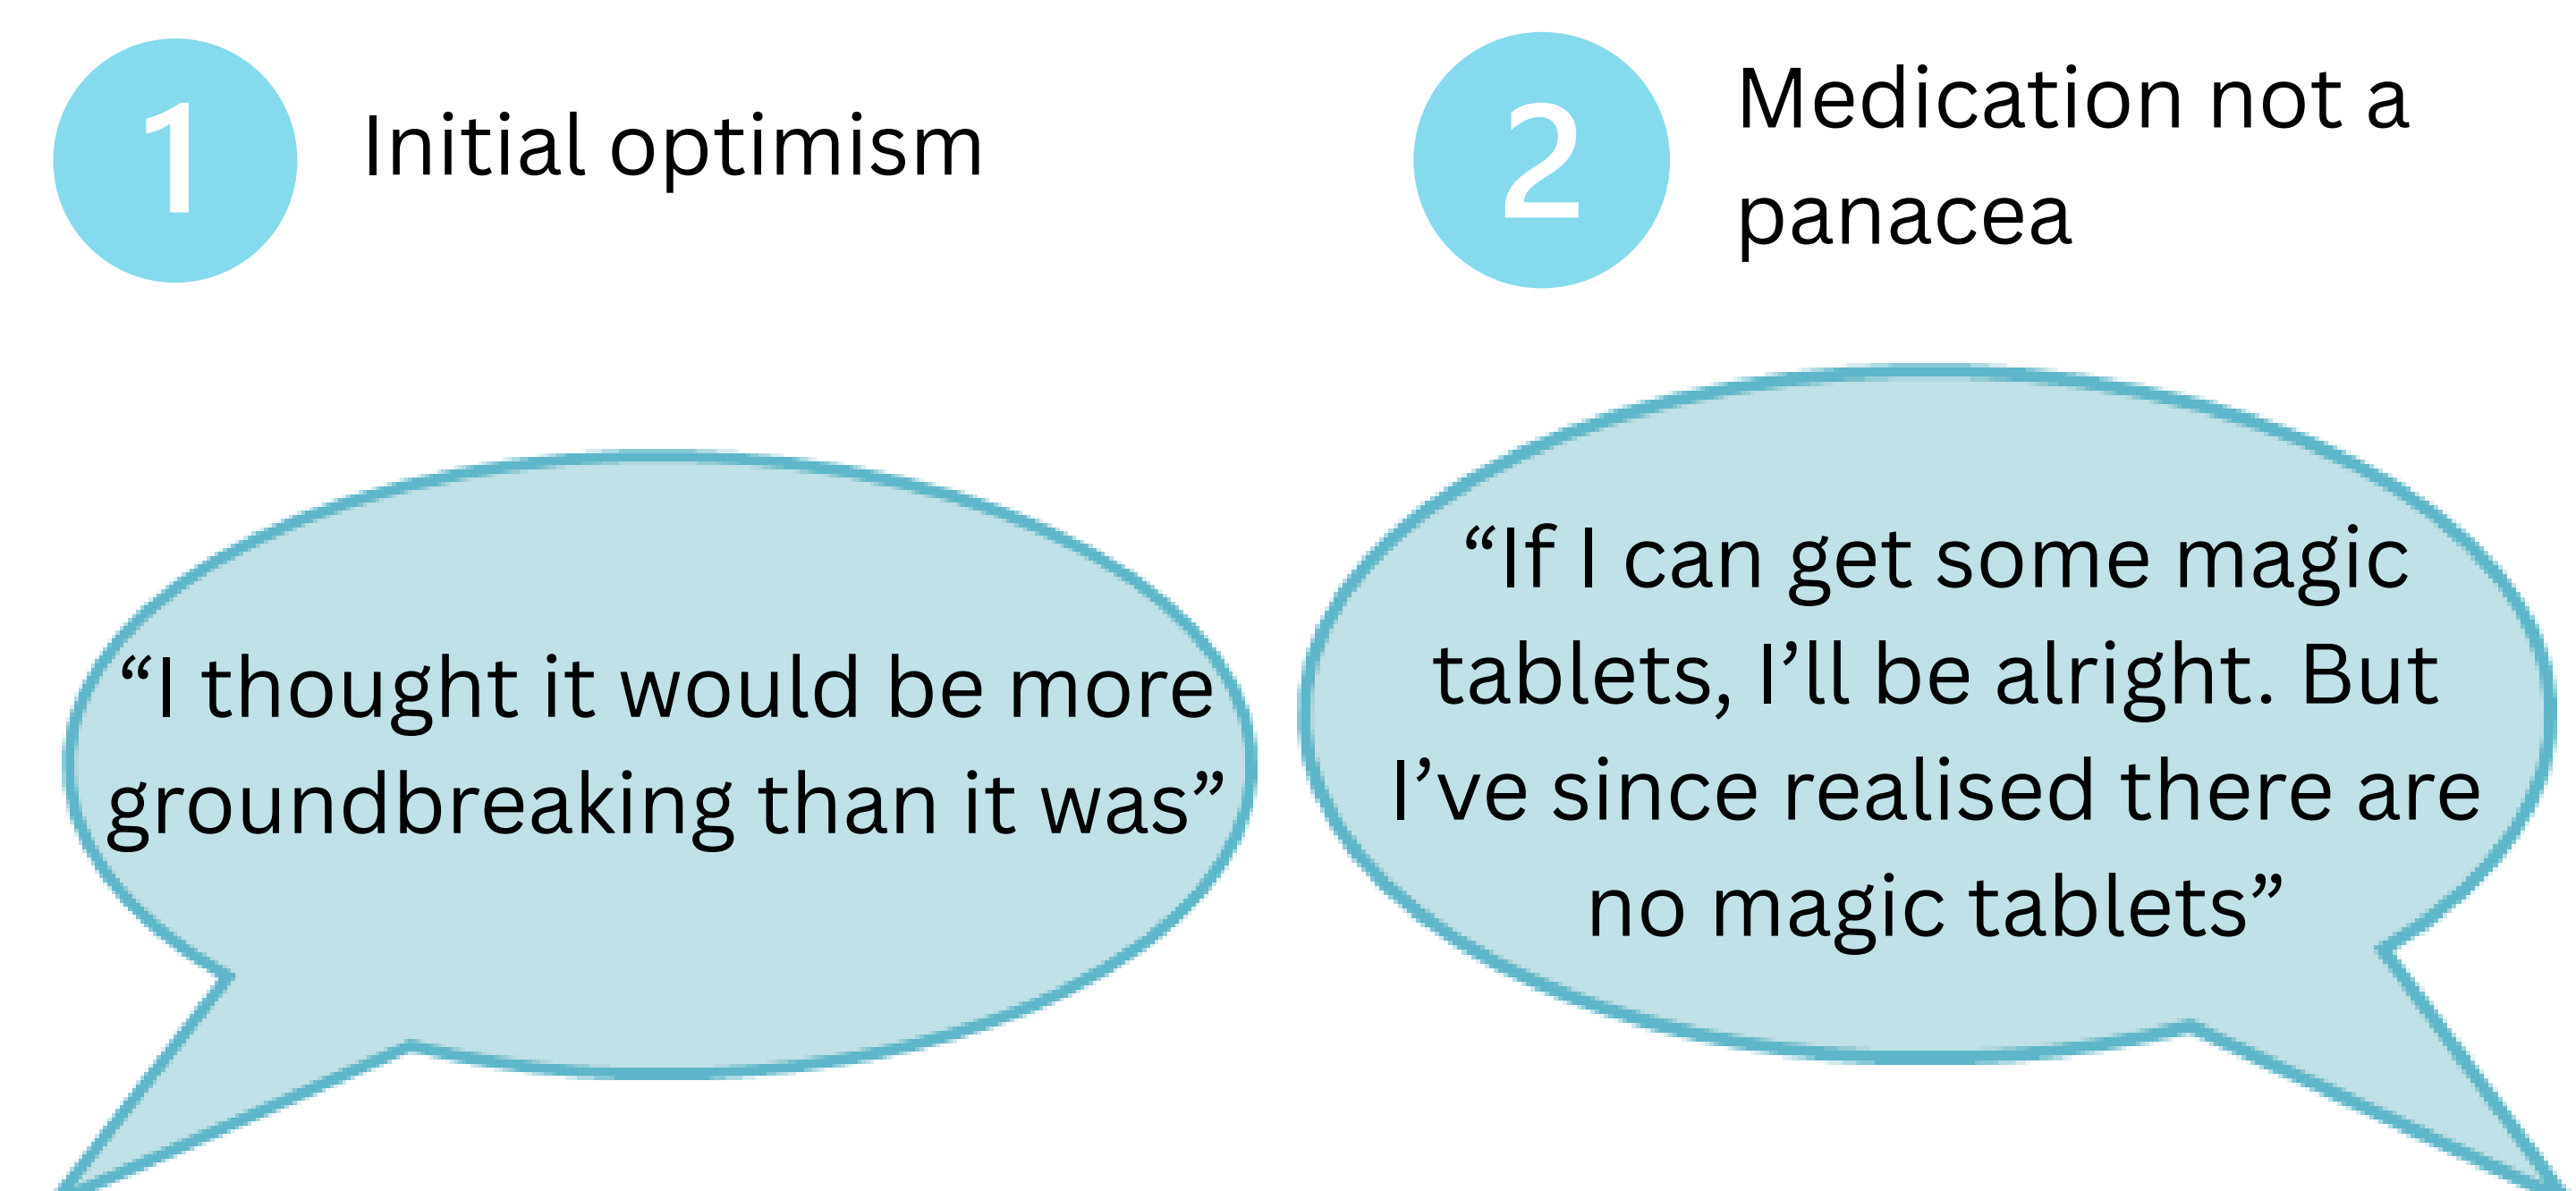 1
Initial optimism
2
Medication not a
panacea
“I thought it would be more
groundbreaking than it was”
“If I can get some magic
tablets, I’ll be alright. But
I’ve since realised there are
no magic tablets”